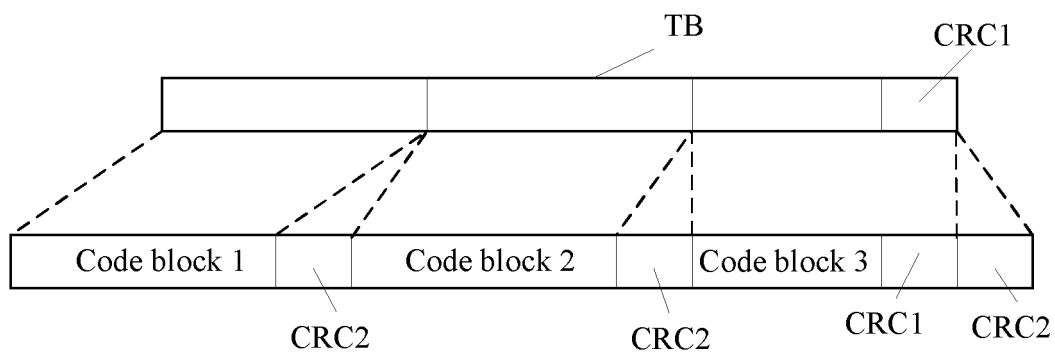 TB
CRC1
Code block 1
Code block 2
Code block 3
CRC2
CRC2
CRC1
CRC2